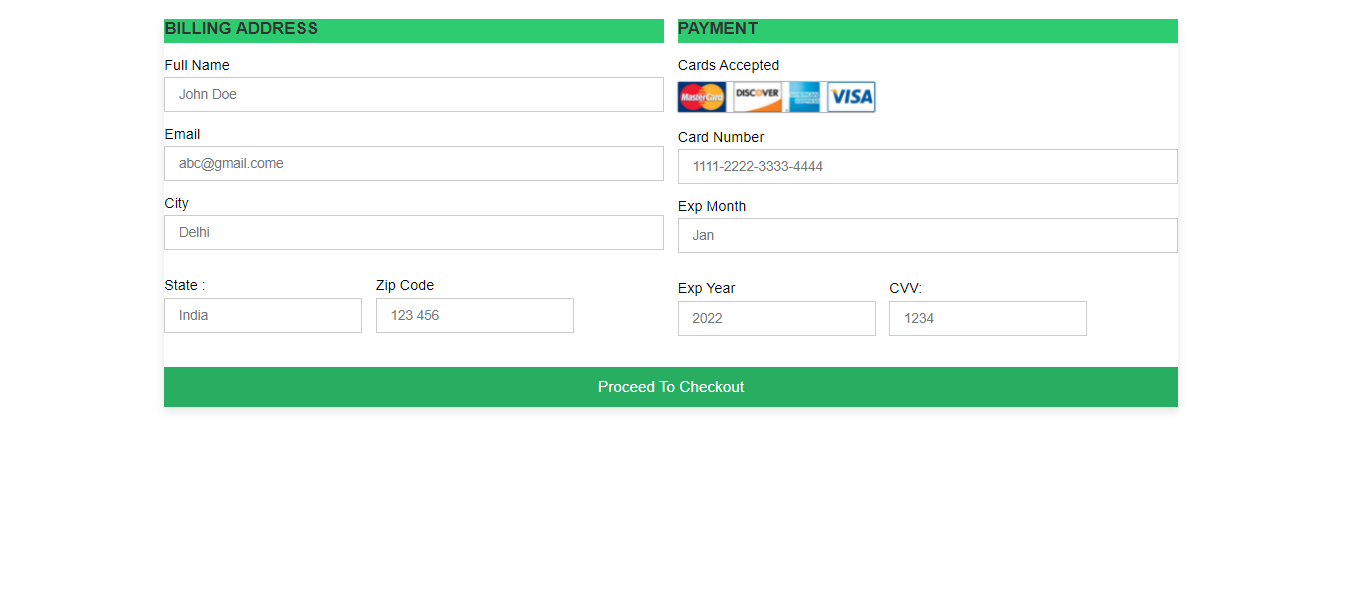 BILLING ADDRESS
Full Name
John Doe
Email
abc@gmail.come
City
Delhi
State :
Zip Code
India
123 456
PAYMENT
Cards Accepted
MasterCard DISCOVER AMERICAN EXPRESS VISA
Card Number
1111-2222-3333-4444
Exp Month
Jan
Exp Year
CVV:
2022
1234
Proceed To Checkout